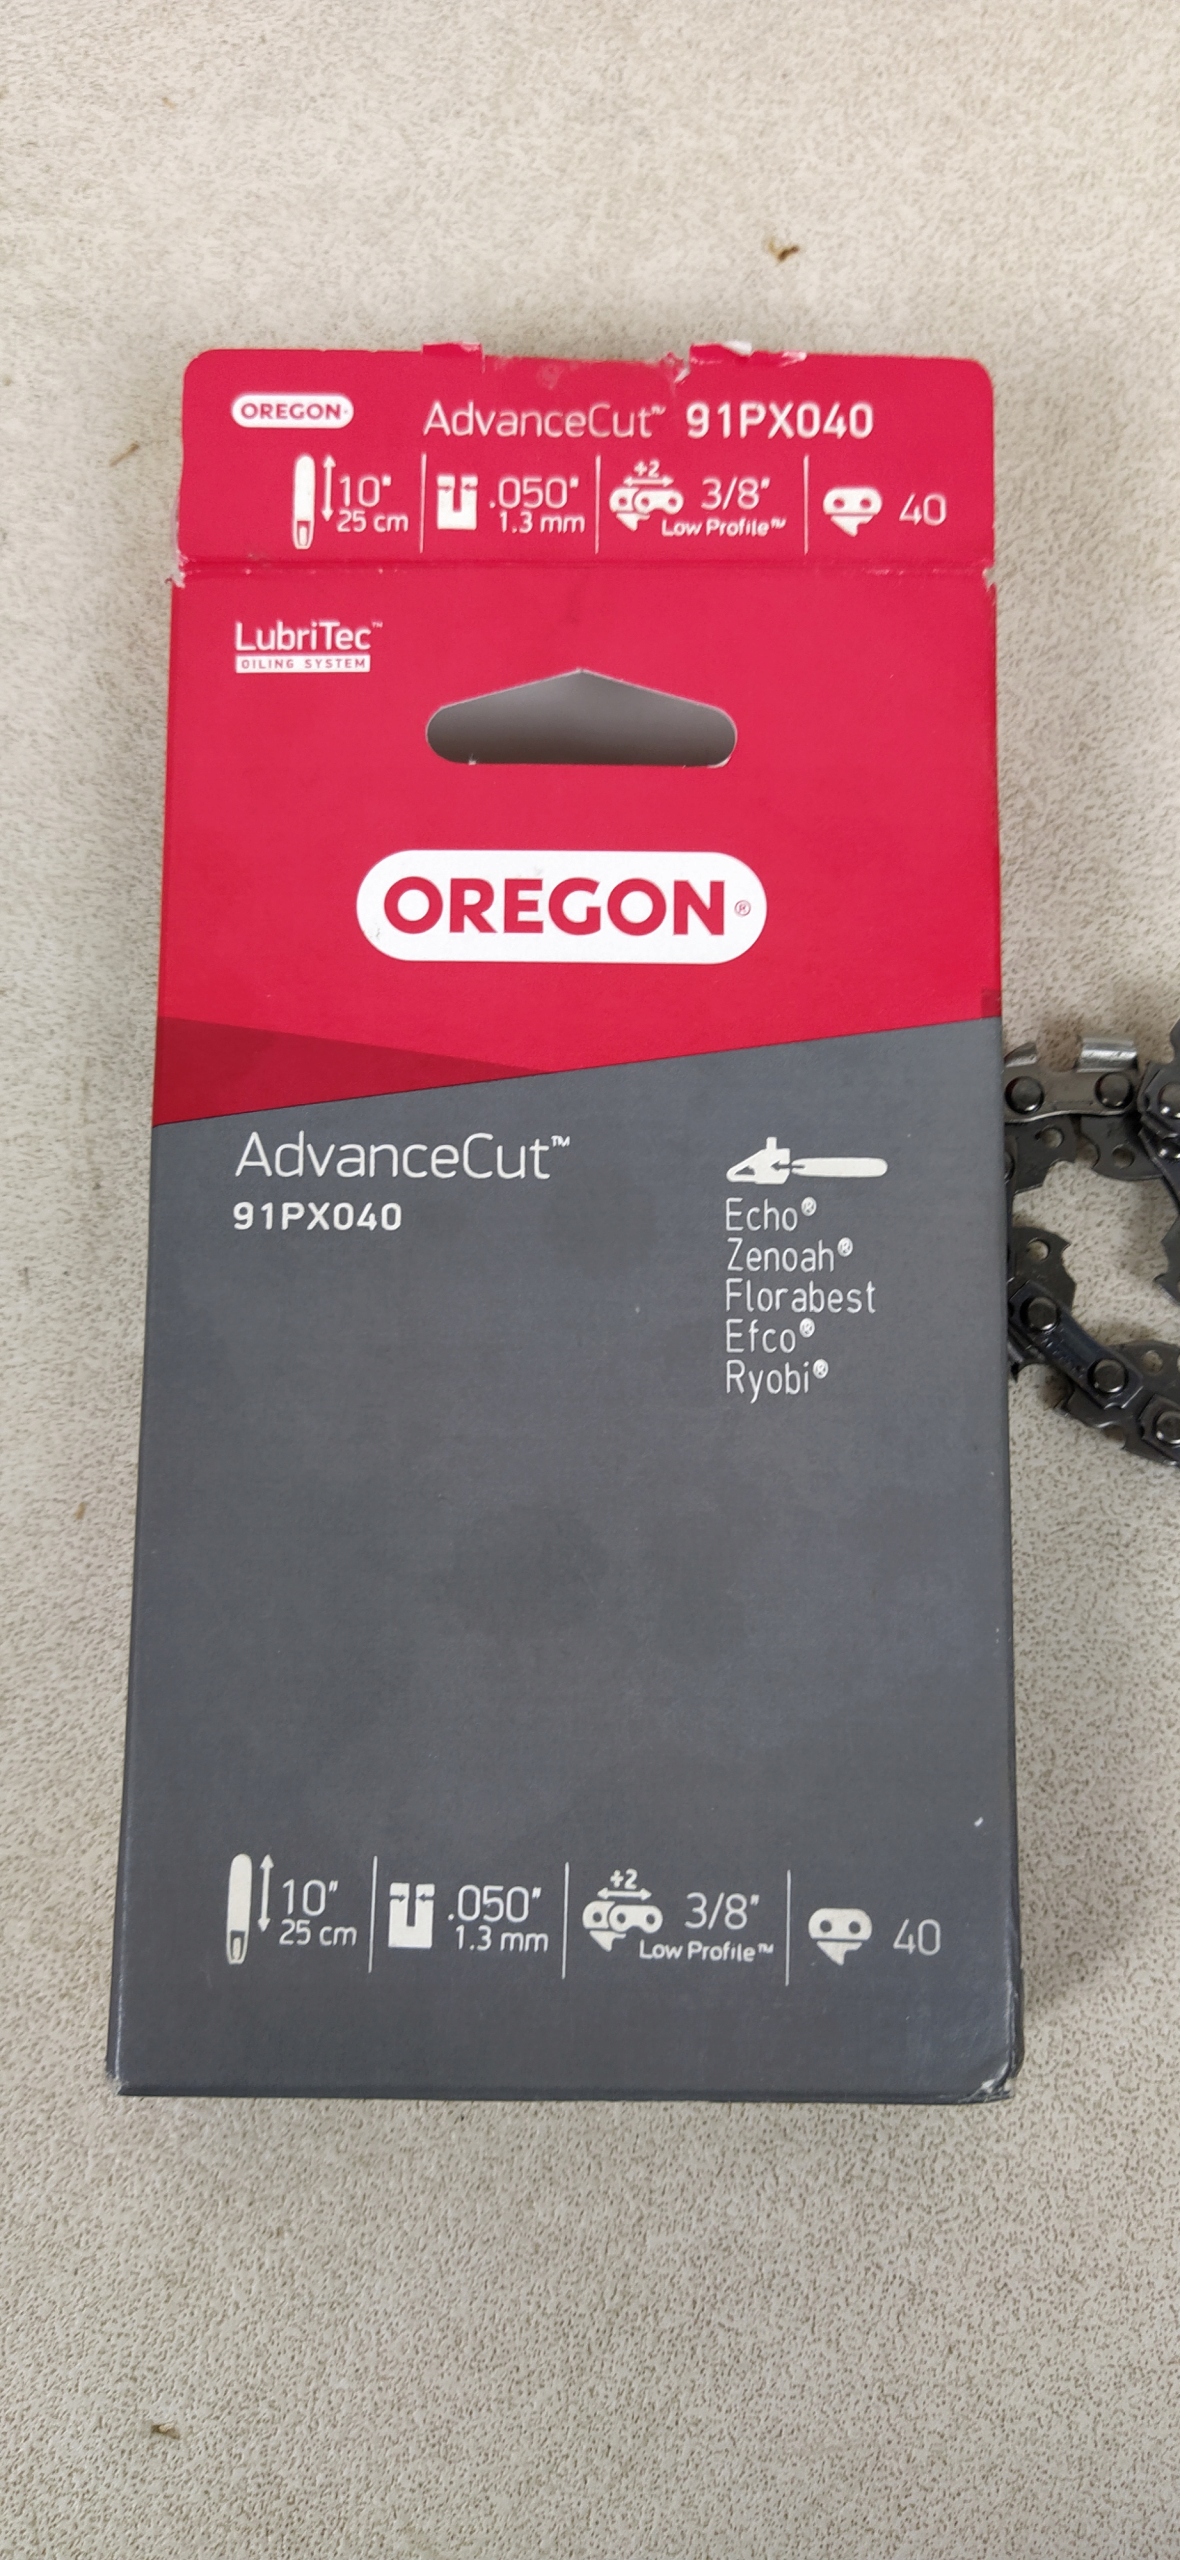 OREGON
AdvanceCut™ 91PX040
10" .050" +2 3/8" 40
25 cm 1.3 mm Low Profile™
LubriTec™
OILING SYSTEM
OREGON®
AdvanceCut™
91PX040
Echo®
Zenoah®
Florabest
Efco®
Ryobi®
10" .050" +2 3/8" 40
25 cm 1.3 mm Low Profile™